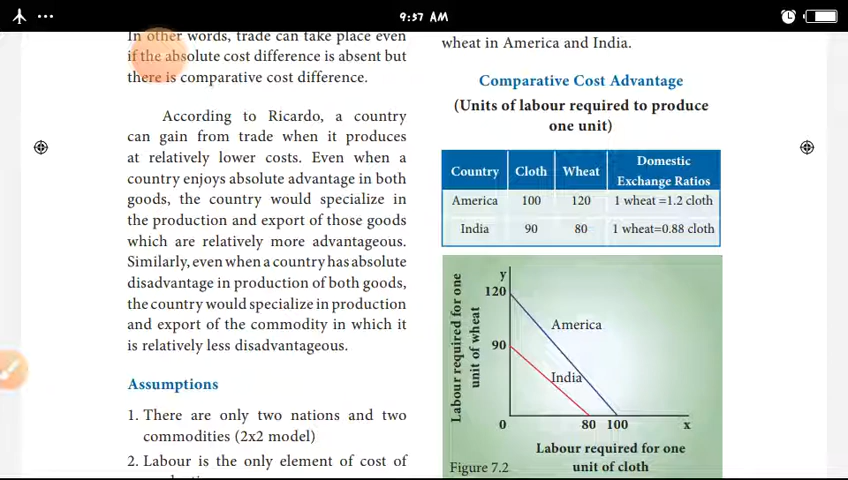 9:37 AM
In other words, trade can take place even
if the absolute cost difference is absent but
there is comparative cost difference.
According to Ricardo, a country
can gain from trade when it produces
at relatively lower costs. Even when a
country enjoys absolute advantage in both
goods, the country would specialize in
the production and export of those goods
which are relatively more advantageous.
Similarly, even when a country has absolute
disadvantage in production of both goods,
the country would specialize in production
and export of the commodity in which it
is relatively less disadvantageous.
Assumptions
1. There are only two nations and two
commodities (2x2 model)
2. Labour is the only element of cost of
wheat in America and India.
Comparative Cost Advantage
(Units of labour required to produce
one unit)
Country Cloth Wheat Domestic Exchange Ratios
America 100 120 1 wheat =1.2 cloth
India 90 80 1 wheat=0.88 cloth
Labour required for one
unit of wheat
y
120
America
90
India
0 80 100 x
Labour required for one
unit of cloth
Figure 7.2